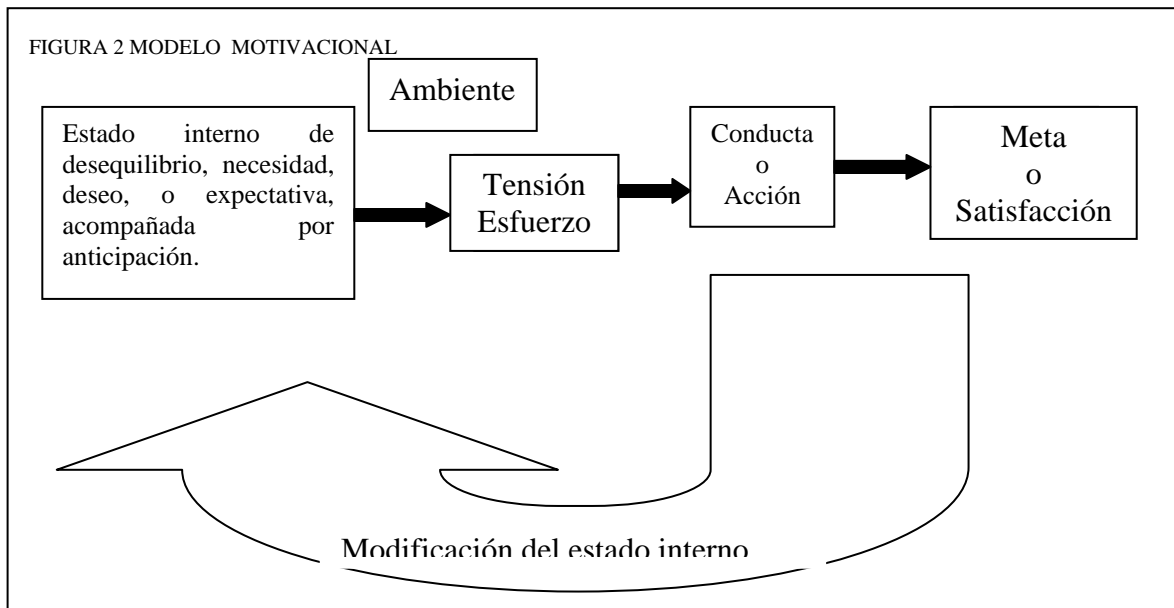 FIGURA 2 MODELO MOTIVACIONAL
Ambiente
Estado interno de
desequilibrio, necesidad,
deseo, o expectativa,
acompañada por
anticipación.
Tensión
Esfuerzo
Conducta
o
Acción
Meta
o
Satisfacción
Modificación del estado interno